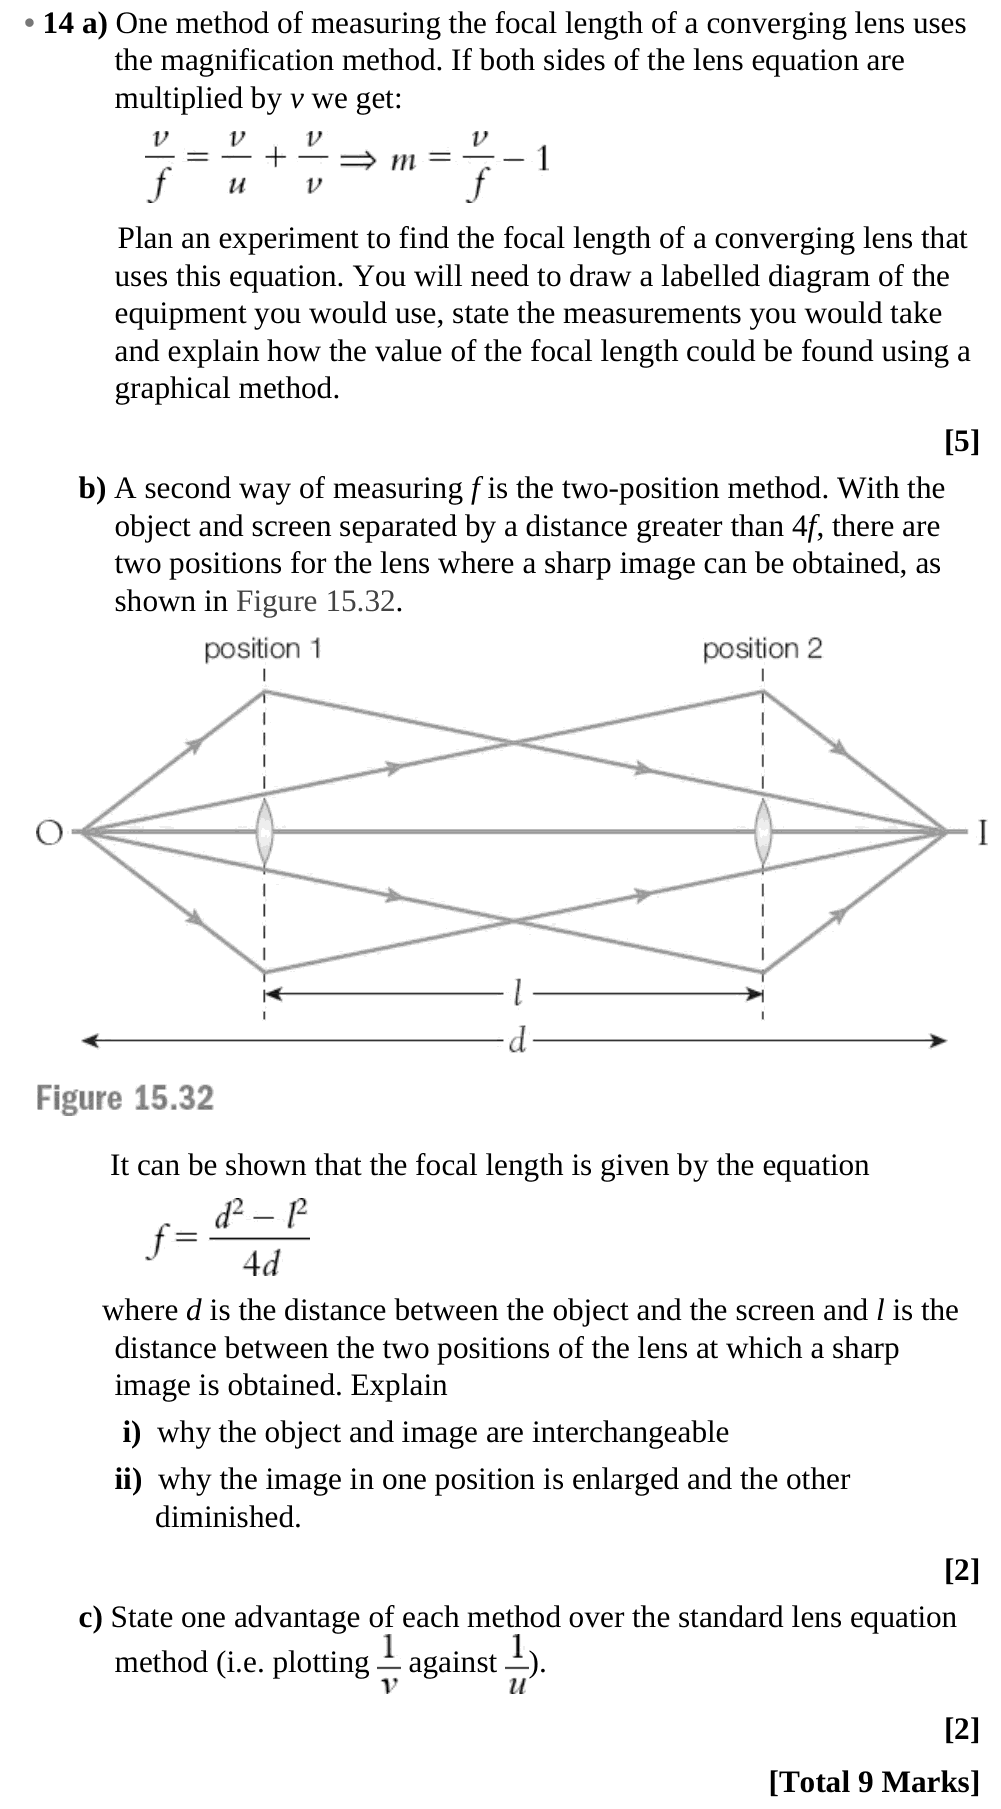 • 14 a) One method of measuring the focal length of a converging lens uses
the magnification method. If both sides of the lens equation are
multiplied by v we get:
v/f = v/u + v/v ⟹ m = v/f − 1
Plan an experiment to find the focal length of a converging lens that
uses this equation. You will need to draw a labelled diagram of the
equipment you would use, state the measurements you would take
and explain how the value of the focal length could be found using a
graphical method.
[5]
b) A second way of measuring f is the two-position method. With the
object and screen separated by a distance greater than 4f, there are
two positions for the lens where a sharp image can be obtained, as
shown in Figure 15.32.
position 1 position 2
O I
l
d
Figure 15.32
It can be shown that the focal length is given by the equation
f = (d² − l²)/4d
where d is the distance between the object and the screen and l is the
distance between the two positions of the lens at which a sharp
image is obtained. Explain
i) why the object and image are interchangeable
ii) why the image in one position is enlarged and the other
diminished.
[2]
c) State one advantage of each method over the standard lens equation
method (i.e. plotting 1/v against 1/u).
[2]
[Total 9 Marks]